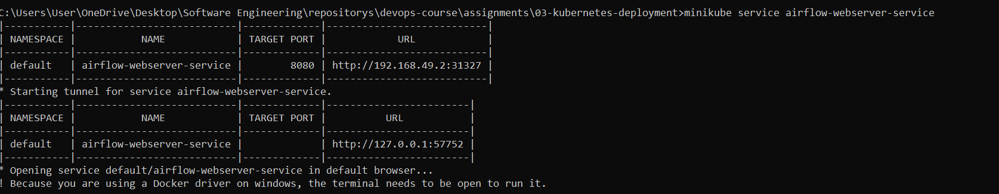 C:\Users\User\OneDrive\Desktop\Software Engineering\repositorys\devops-course\assignments\03-kubernetes-deployment>minikube service airflow-webserver-service
|-----------|---------------------------|-------------|---------------------------|
| NAMESPACE |           NAME            | TARGET PORT |            URL            |
|-----------|---------------------------|-------------|---------------------------|
| default   | airflow-webserver-service |        8080 | http://192.168.49.2:31327 |
|-----------|---------------------------|-------------|---------------------------|
* Starting tunnel for service airflow-webserver-service.
|-----------|---------------------------|-------------|------------------------|
| NAMESPACE |           NAME            | TARGET PORT |          URL           |
|-----------|---------------------------|-------------|------------------------|
| default   | airflow-webserver-service |             | http://127.0.0.1:57752 |
|-----------|---------------------------|-------------|------------------------|
* Opening service default/airflow-webserver-service in default browser...
! Because you are using a Docker driver on windows, the terminal needs to be open to run it.